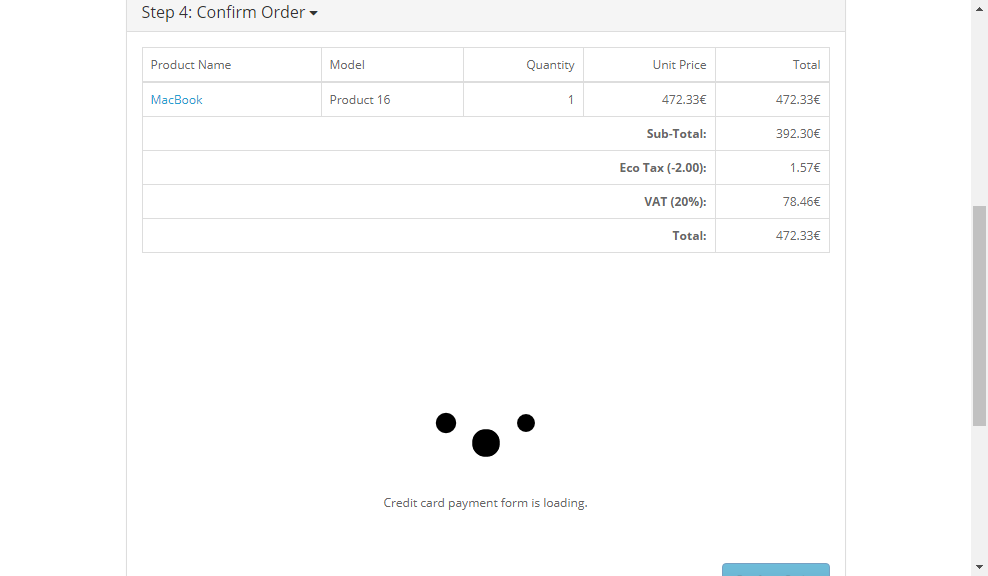 Step 4: Confirm Order
Product Name Model Quantity Unit Price Total
MacBook Product 16 1 472.33€ 472.33€
Sub-Total: 392.30€
Eco Tax (-2.00): 1.57€
VAT (20%): 78.46€
Total: 472.33€
Credit card payment form is loading.